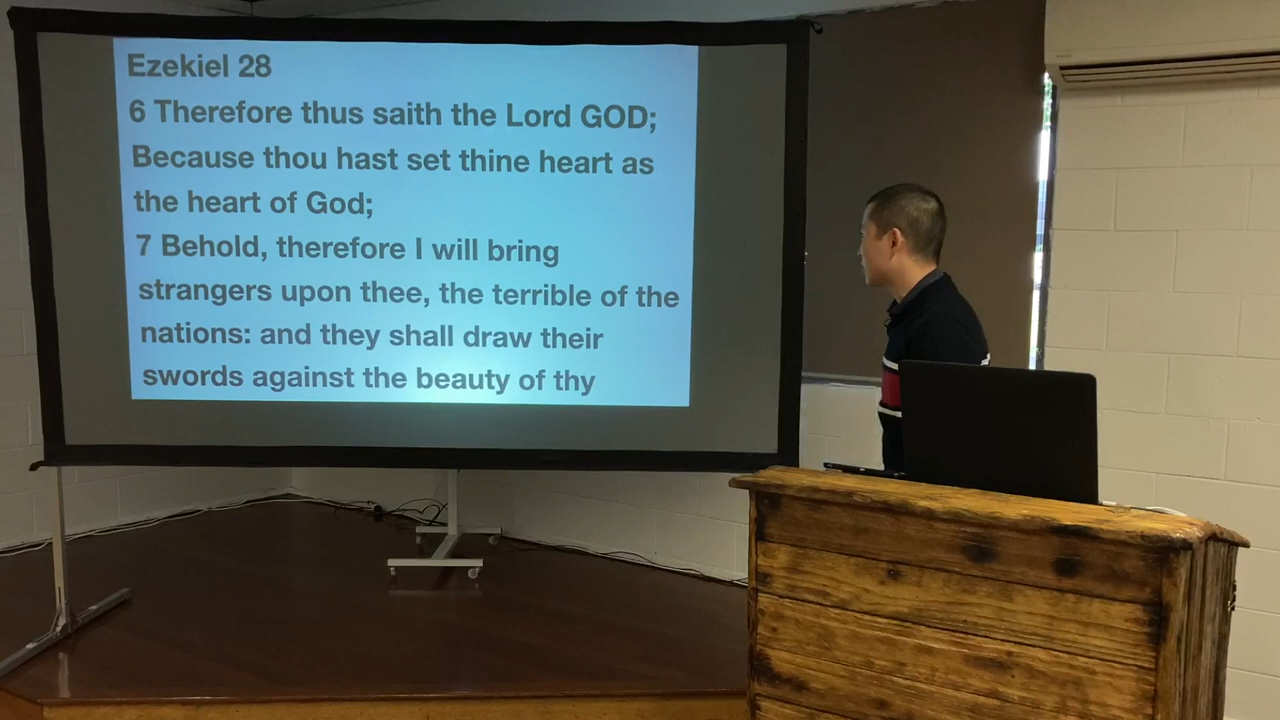 Ezekiel 28
6 Therefore thus saith the Lord GOD;
Because thou hast set thine heart as
the heart of God;
7 Behold, therefore I will bring
strangers upon thee, the terrible of the
nations: and they shall draw their
swords against the beauty of thy